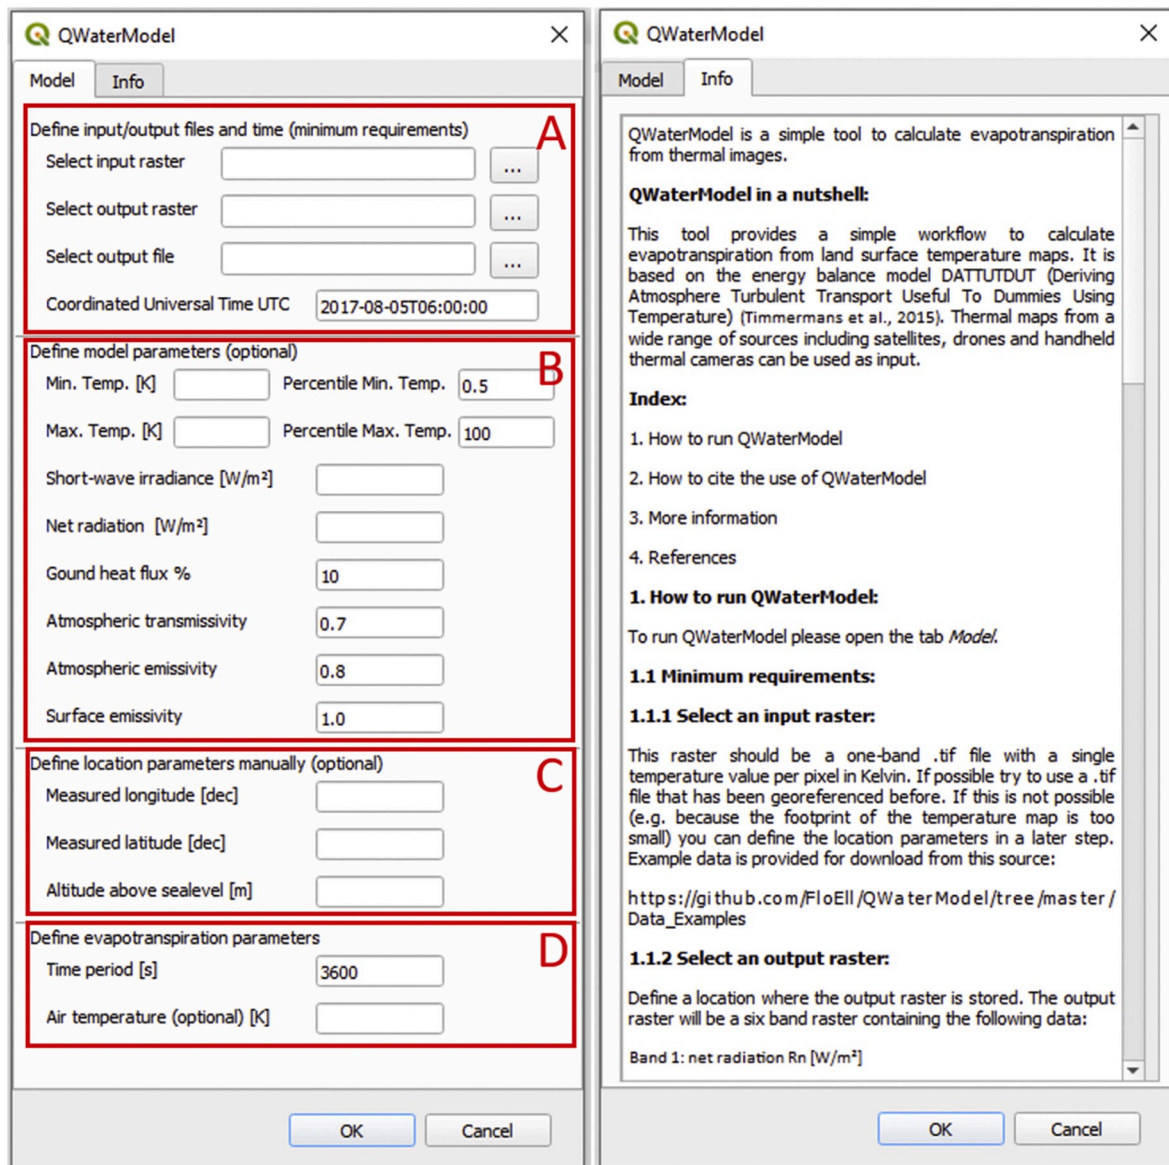 QWaterModel
Model Info
A
Define input/output files and time (minimum requirements)
Select input raster ...
Select output raster ...
Select output file ...
Coordinated Universal Time UTC 2017-08-05T06:00:00
B
Define model parameters (optional)
Min. Temp. [K] Percentile Min. Temp. 0.5
Max. Temp. [K] Percentile Max. Temp. 100
Short-wave irradiance [W/m²]
Net radiation [W/m²]
Gound heat flux % 10
Atmospheric transmissivity 0.7
Atmospheric emissivity 0.8
Surface emissivity 1.0
C
Define location parameters manually (optional)
Measured longitude [dec]
Measured latitude [dec]
Altitude above sealevel [m]
D
Define evapotranspiration parameters
Time period [s] 3600
Air temperature (optional) [K]
OK Cancel
QWaterModel
Model Info
QWaterModel is a simple tool to calculate evapotranspiration
from thermal images.
QWaterModel in a nutshell:
This tool provides a simple workflow to calculate
evapotranspiration from land surface temperature maps. It is
based on the energy balance model DATTUTDUT (Deriving
Atmosphere Turbulent Transport Useful To Dummies Using
Temperature) (Timmermans et al., 2015). Thermal maps from a
wide range of sources including satellites, drones and handheld
thermal cameras can be used as input.
Index:
1. How to run QWaterModel
2. How to cite the use of QWaterModel
3. More information
4. References
1. How to run QWaterModel:
To run QWaterModel please open the tab Model.
1.1 Minimum requirements:
1.1.1 Select an input raster:
This raster should be a one-band .tif file with a single
temperature value per pixel in Kelvin. If possible try to use a .tif
file that has been georeferenced before. If this is not possible
(e.g. because the footprint of the temperature map is too
small) you can define the location parameters in a later step.
Example data is provided for download from this source:
https://github.com/FloEll/QWaterModel/tree/master/
Data_Examples
1.1.2 Select an output raster:
Define a location where the output raster is stored. The output
raster will be a six band raster containing the following data:
Band 1: net radiation Rn [W/m²]
OK Cancel